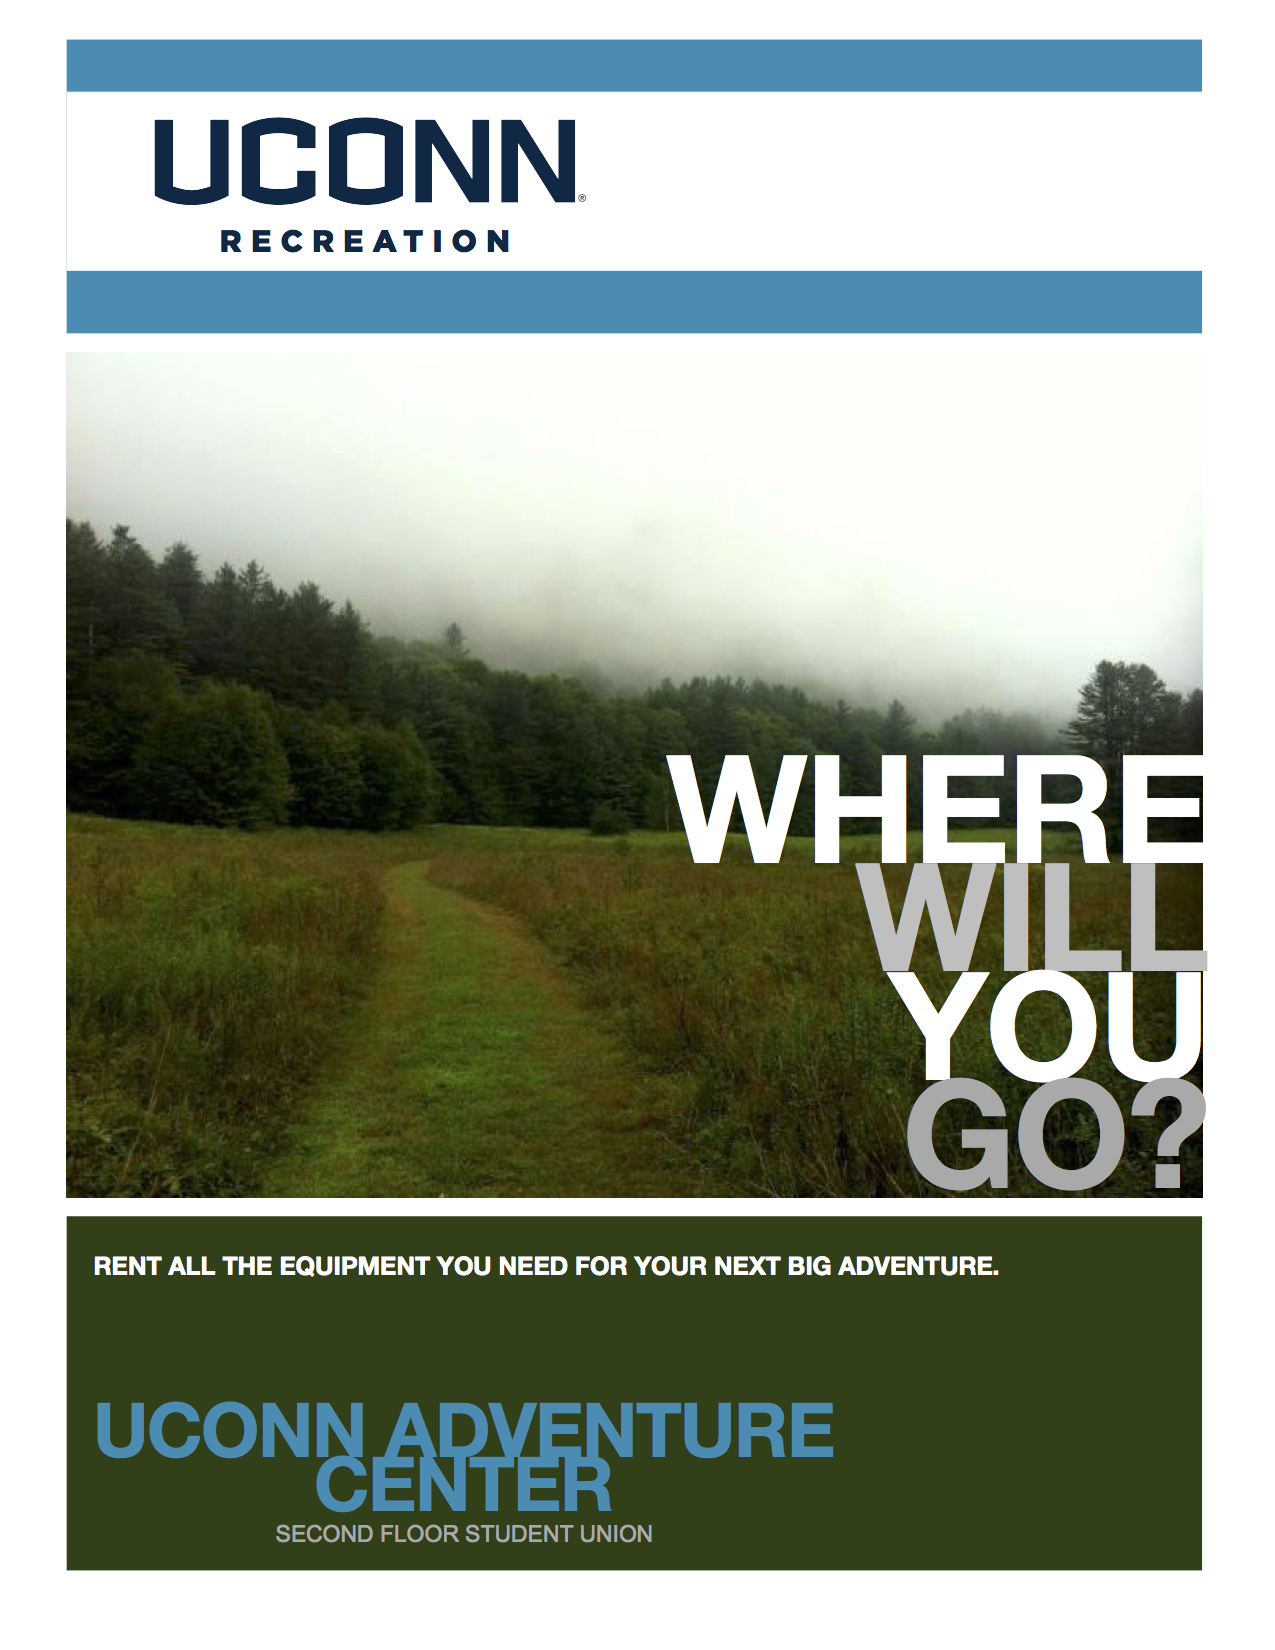 UCONN®
RECREATION
WHERE
WILL
YOU
GO?
RENT ALL THE EQUIPMENT YOU NEED FOR YOUR NEXT BIG ADVENTURE.
UCONN ADVENTURE
CENTER
SECOND FLOOR STUDENT UNION